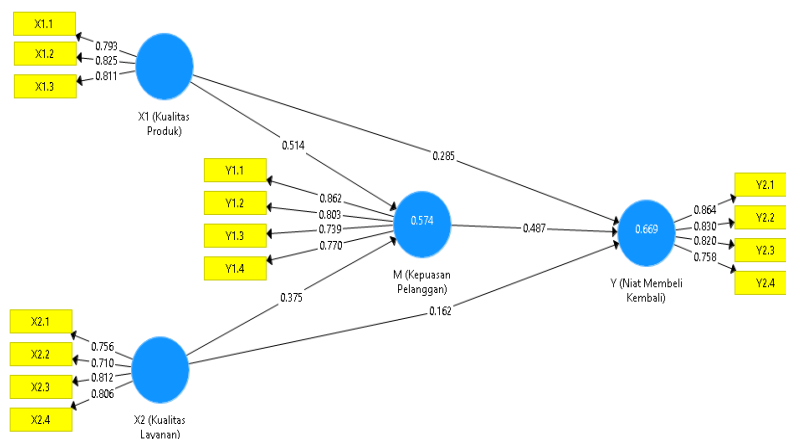 X1.1
X1.2
X1.3
0.793
0.825
0.811
X1 (Kualitas
Produk)
0.514
0.285
Y1.1
Y1.2
Y1.3
Y1.4
0.862
0.803
0.739
0.770
0.574
M (Kepuasan
Pelanggan)
0.487
0.669
Y (Niat Membeli
Kembali)
0.864
0.830
0.820
0.758
Y2.1
Y2.2
Y2.3
Y2.4
0.375
0.162
X2.1
X2.2
X2.3
X2.4
0.756
0.710
0.812
0.806
X2 (Kualitas
Layanan)